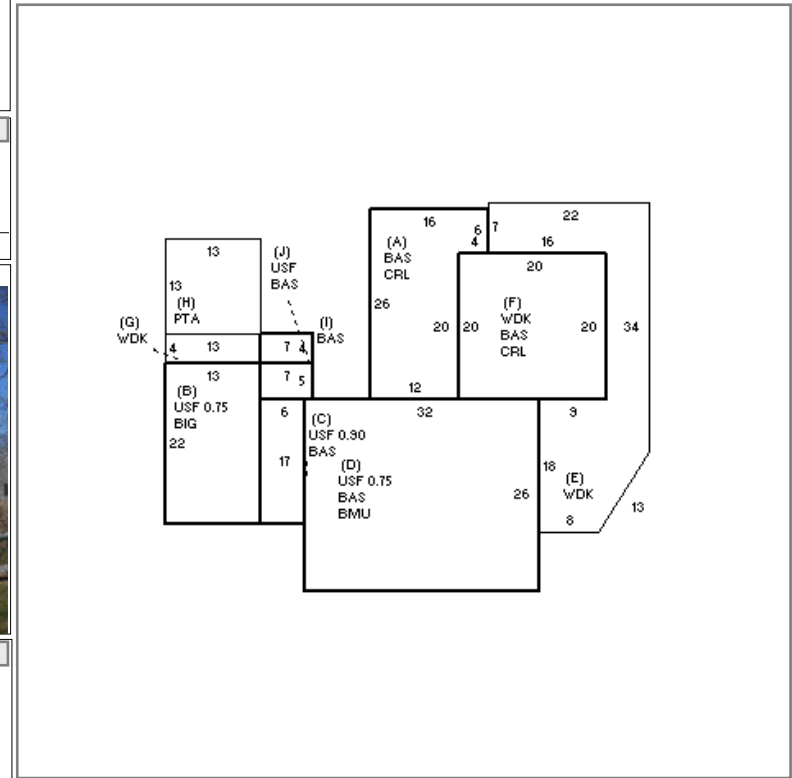 22
16
6
7
(A)
4
16
13
(J)
BAS
20
USF
CRL
BAS
13
(H)
26
(F)
PTA
WDK
(G)
(I)
BAS
20
20
20
34
WDK
BAS
CRL
4
13
7
4
13
7
5
(B)
12
USF 0.75
6
(C)
32
9
BIG
USF 0.90
22
BAS
17
(D)
18
USF 0.75
(E)
BAS
26
WDK
13
BMU
8